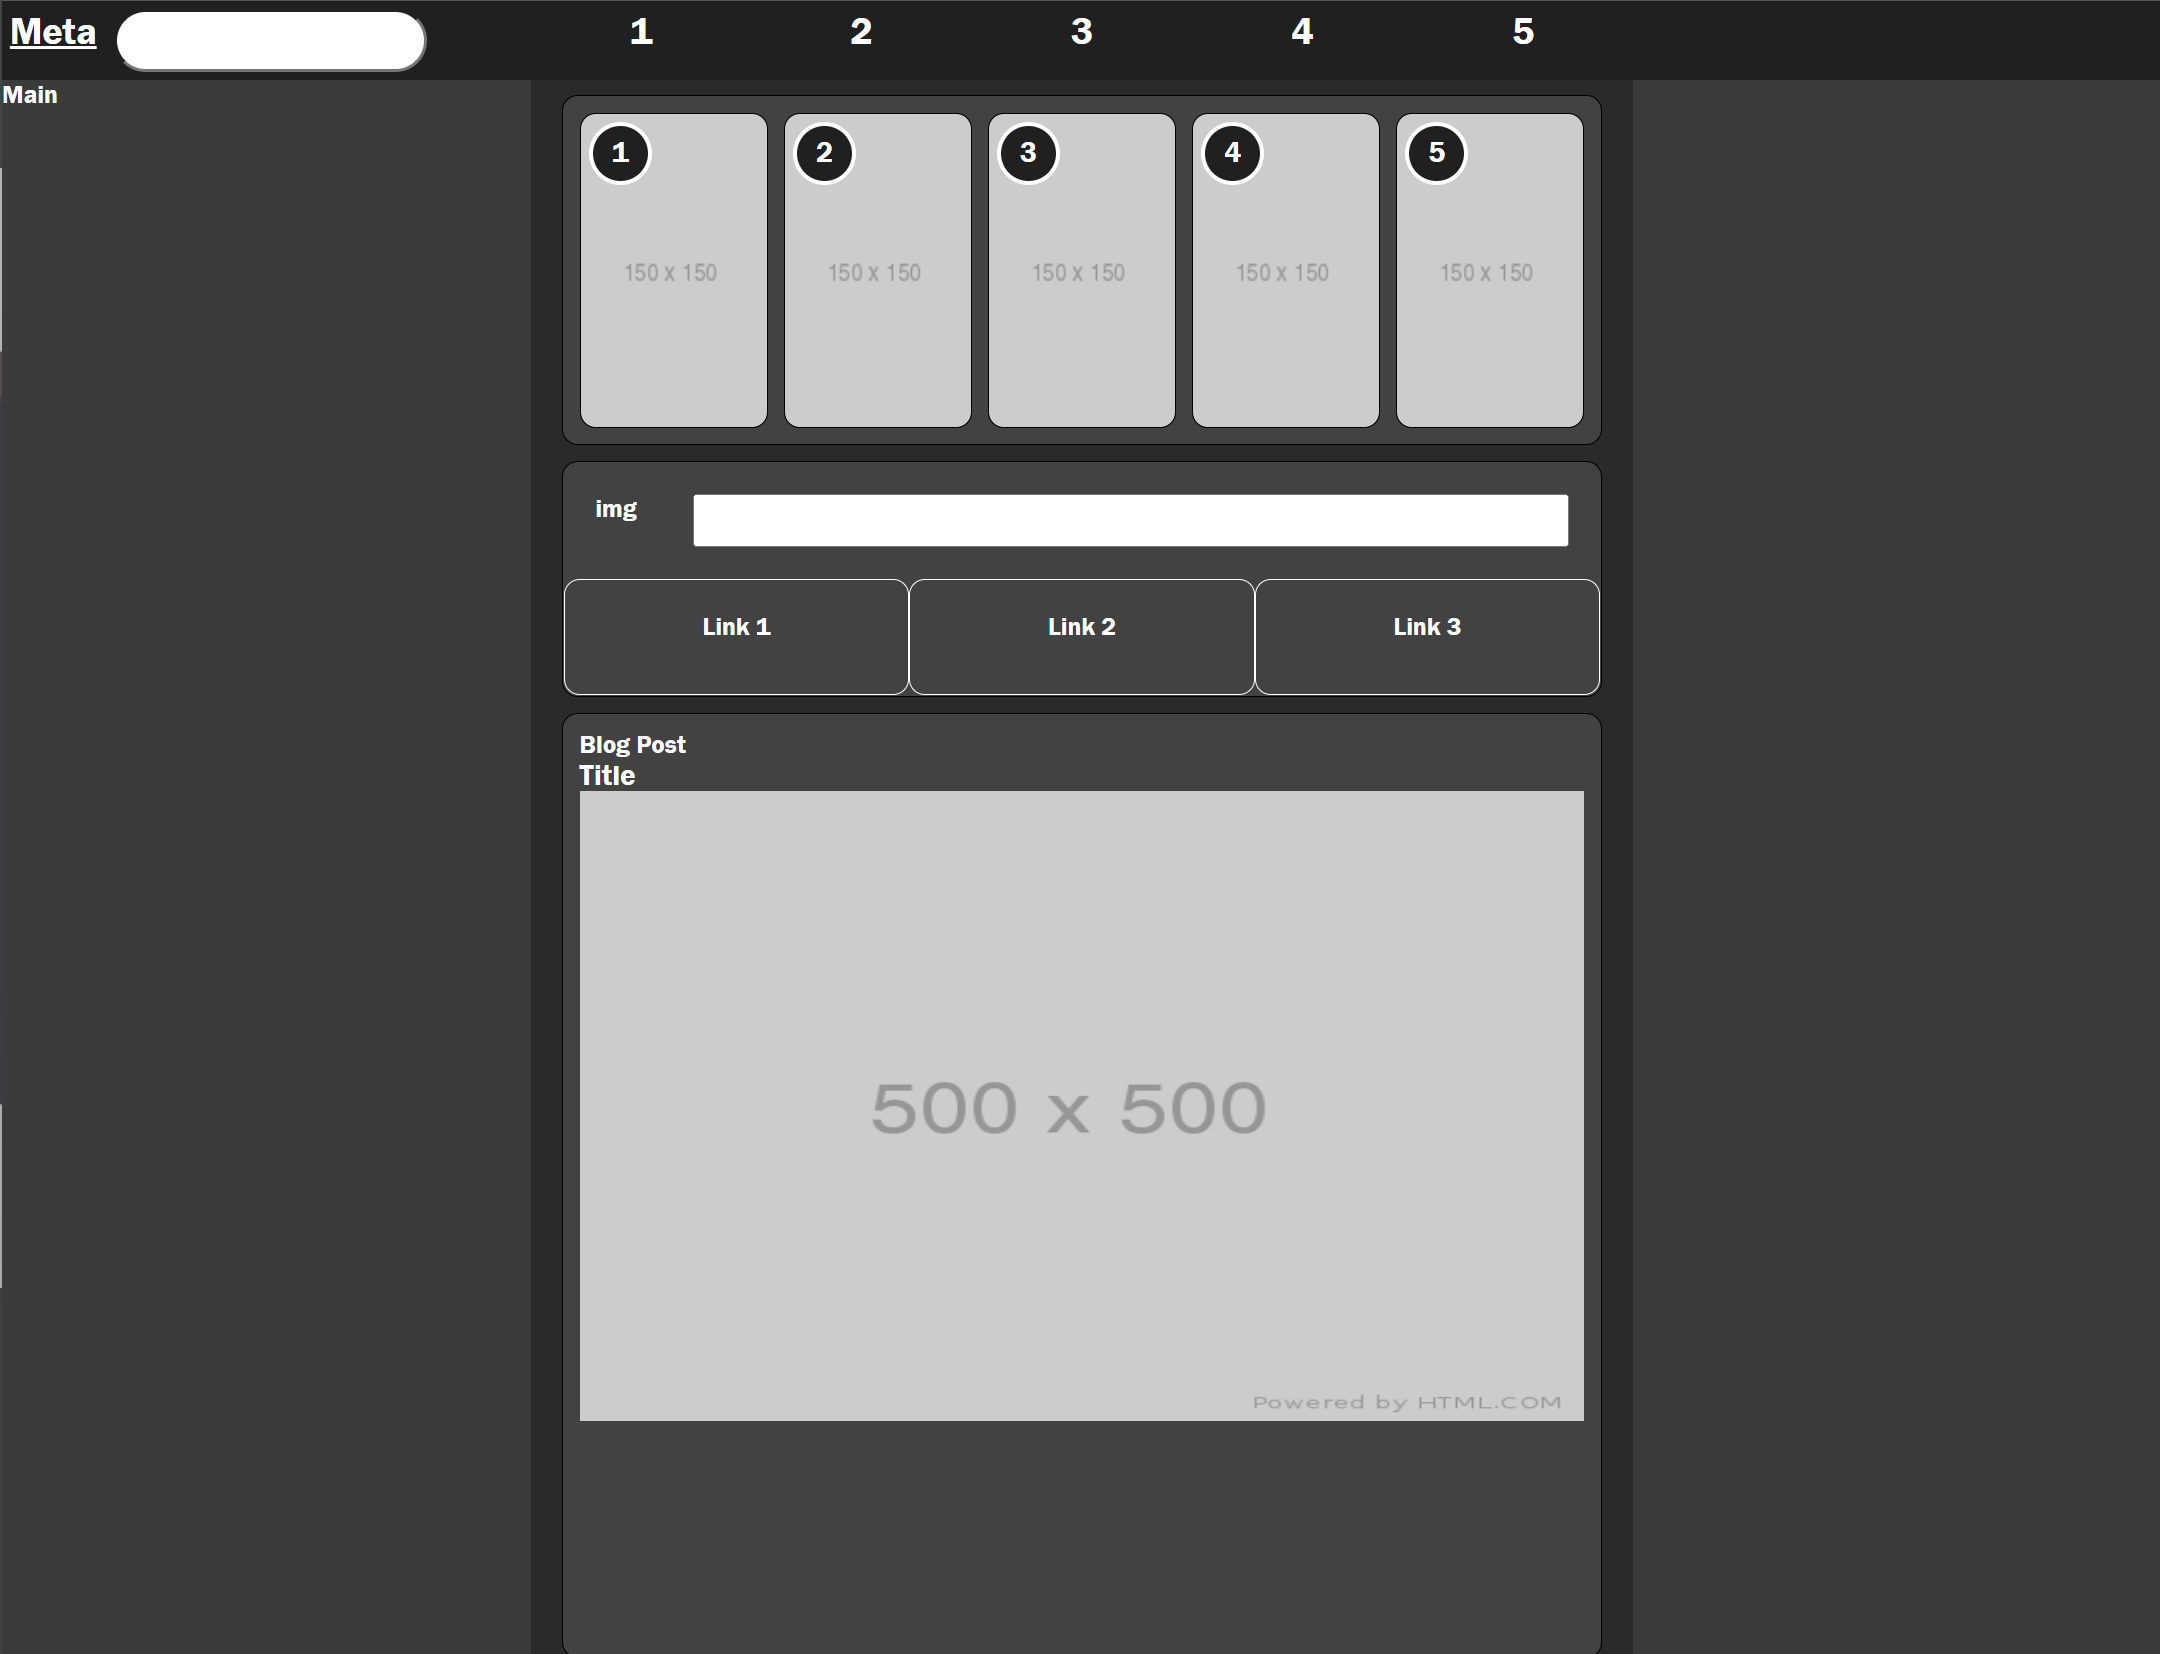 Meta 1 2 3 4 5
Main
1 2 3 4 5
150 x 150 150 x 150 150 x 150 150 x 150 150 x 150
img
Link 1 Link 2 Link 3
Blog Post
Title
500 x 500
Powered by HTML.COM